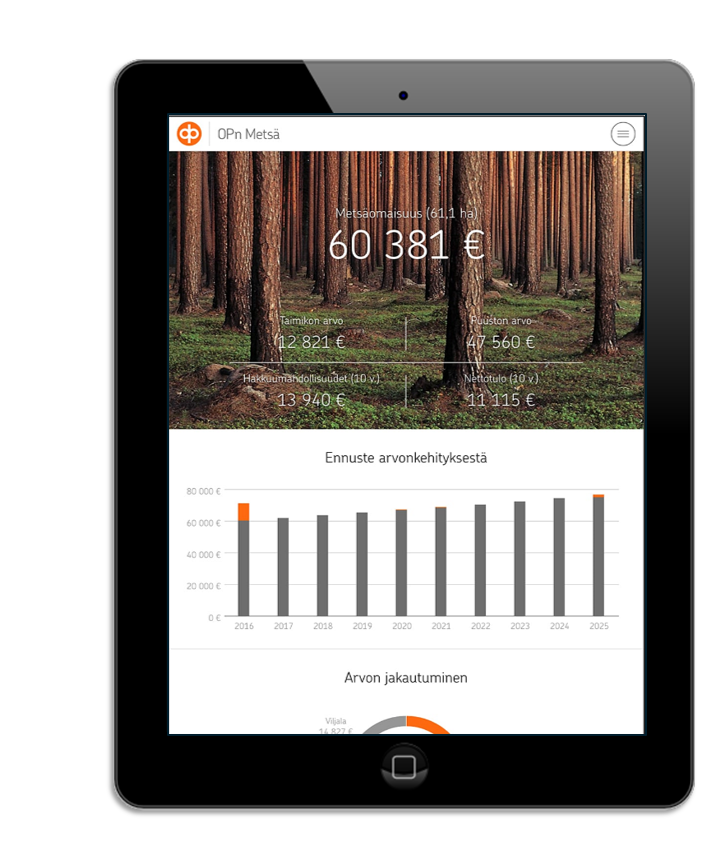 OPn Metsä
Metsäomaisuus (61,1 ha)
60 381 €
Taimikon arvo
12 821 €
Puuston arvo
47 560 €
Hakkuumahdollisuudet (10 v.)
13 940 €
Nettotulo (10 v.)
11 115 €
Ennuste arvonkehityksestä
80 000 €
60 000 €
40 000 €
20 000 €
0 €
2016 2017 2018 2019 2020 2021 2022 2023 2024 2025
Arvon jakautuminen
Viljala
14 827 €